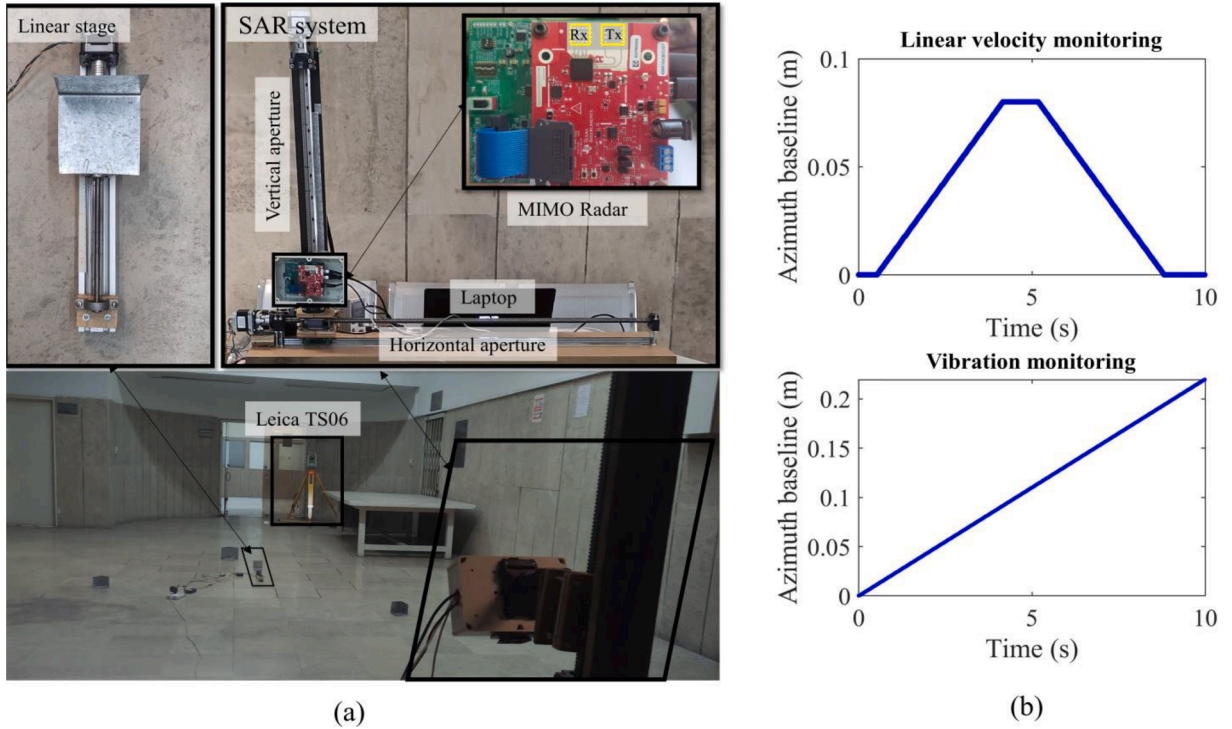 Linear stage
SAR system
Rx
Tx
Vertical aperture
MIMO Radar
Laptop
Horizontal aperture
Leica TS06
(a)
Linear velocity monitoring
0.1
0.05
0
Azimuth baseline (m)
0
5
10
Time (s)
Vibration monitoring
0.2
0.15
0.1
0.05
0
Azimuth baseline (m)
0
5
10
Time (s)
(b)